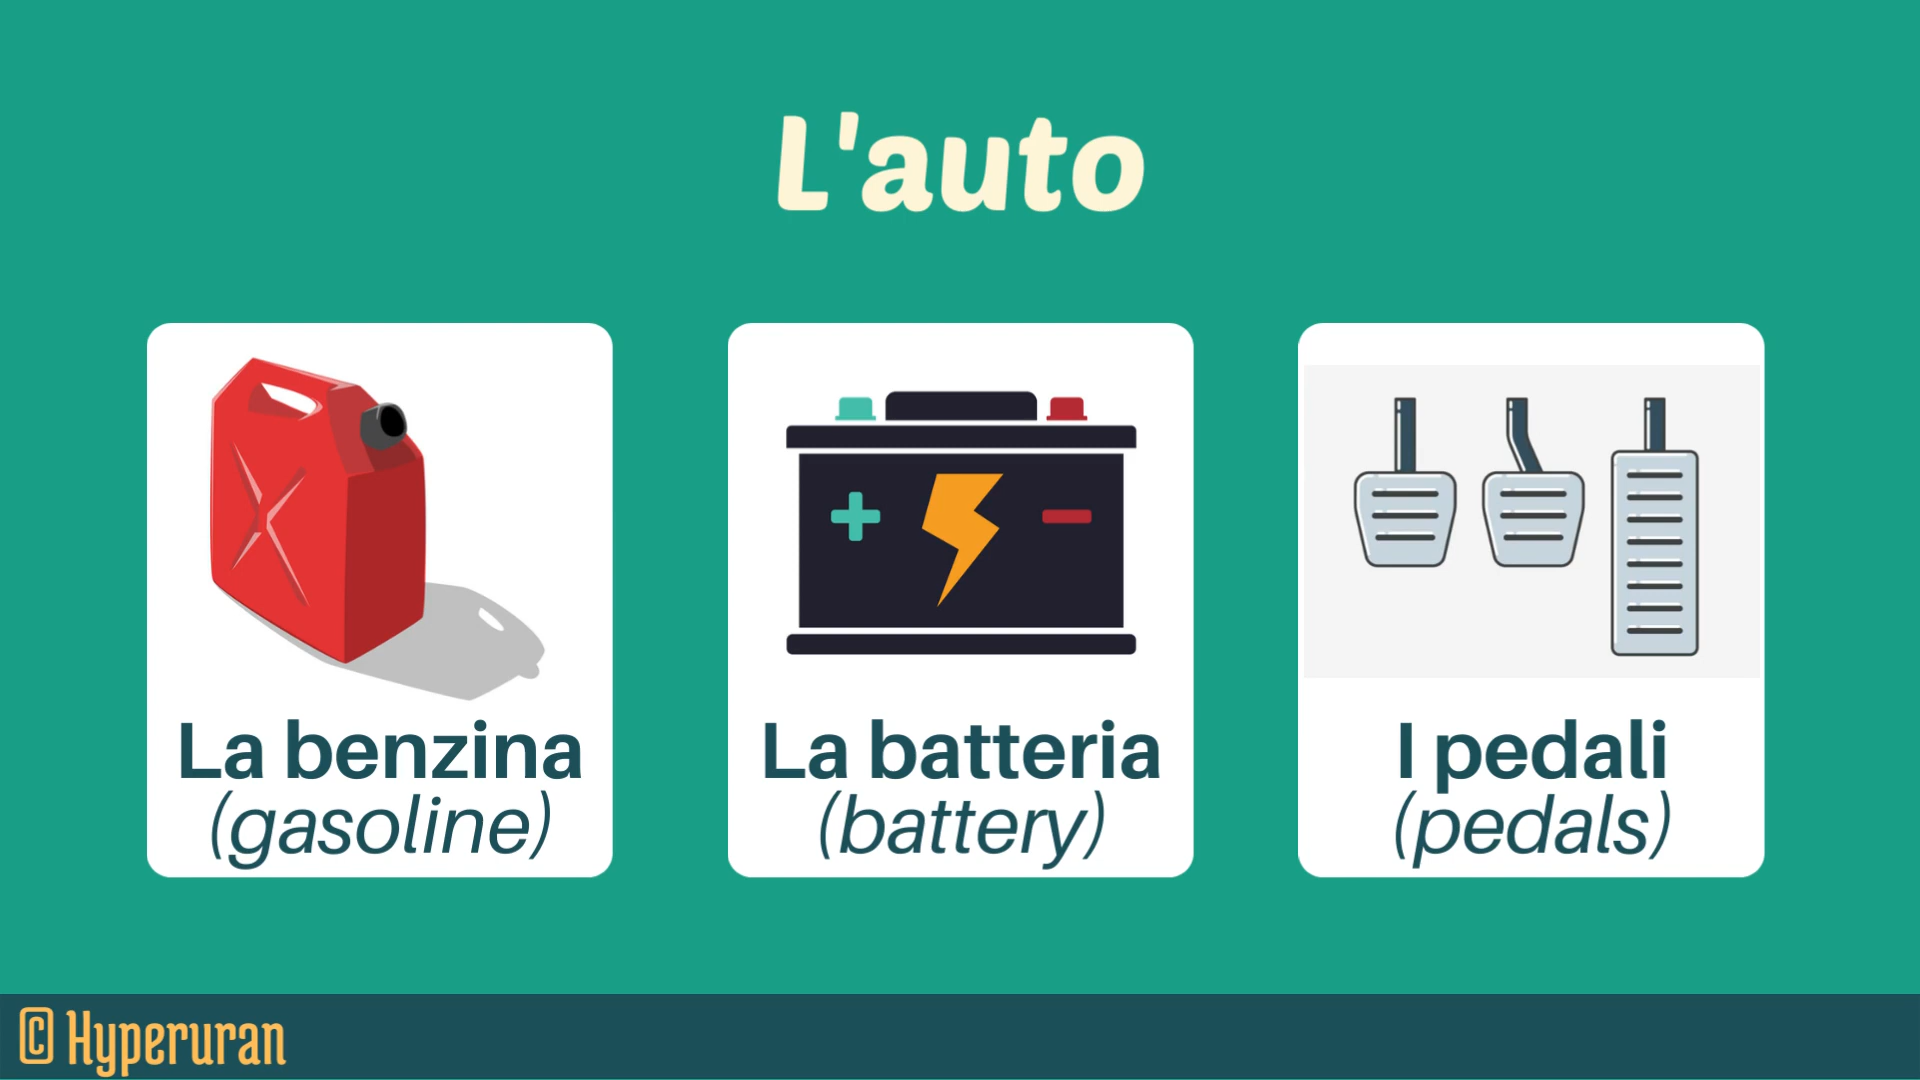 L'auto
La benzina
(gasoline)
La batteria
(battery)
I pedali
(pedals)
© Hyperuran